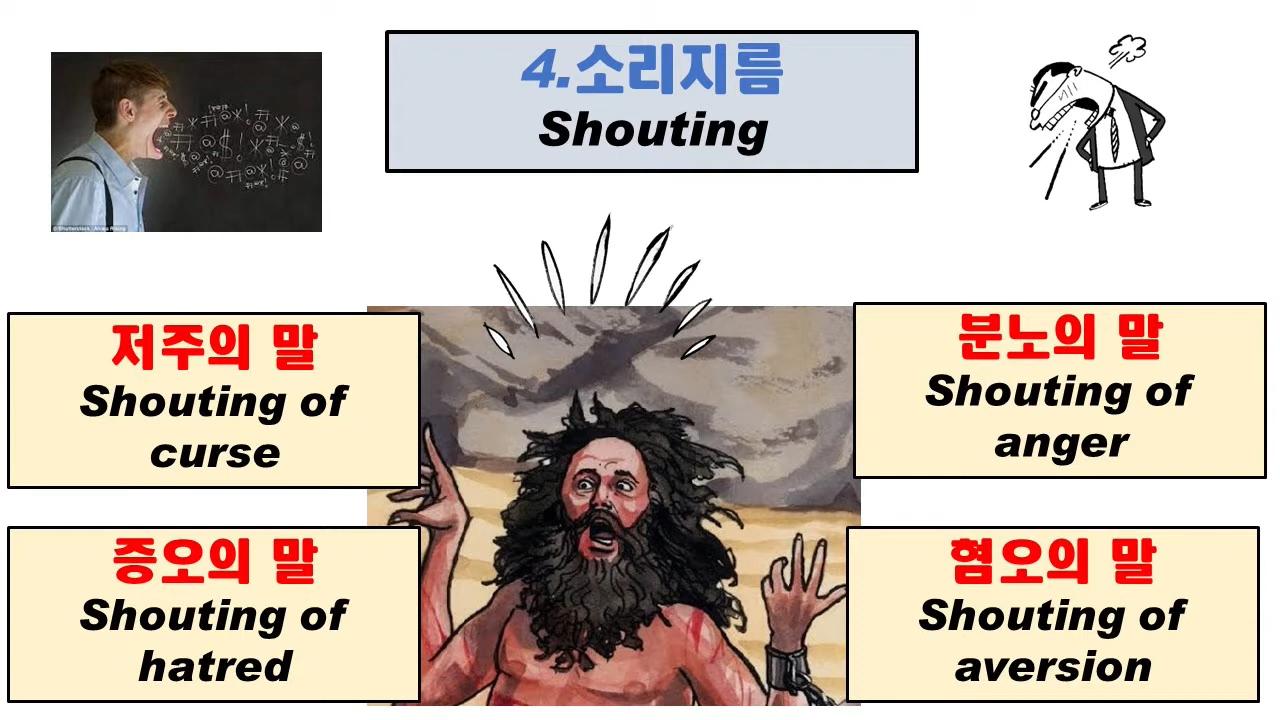 4.소리지름
Shouting
저주의 말
Shouting of
curse
분노의 말
Shouting of
anger
증오의 말
Shouting of
hatred
혐오의 말
Shouting of
aversion